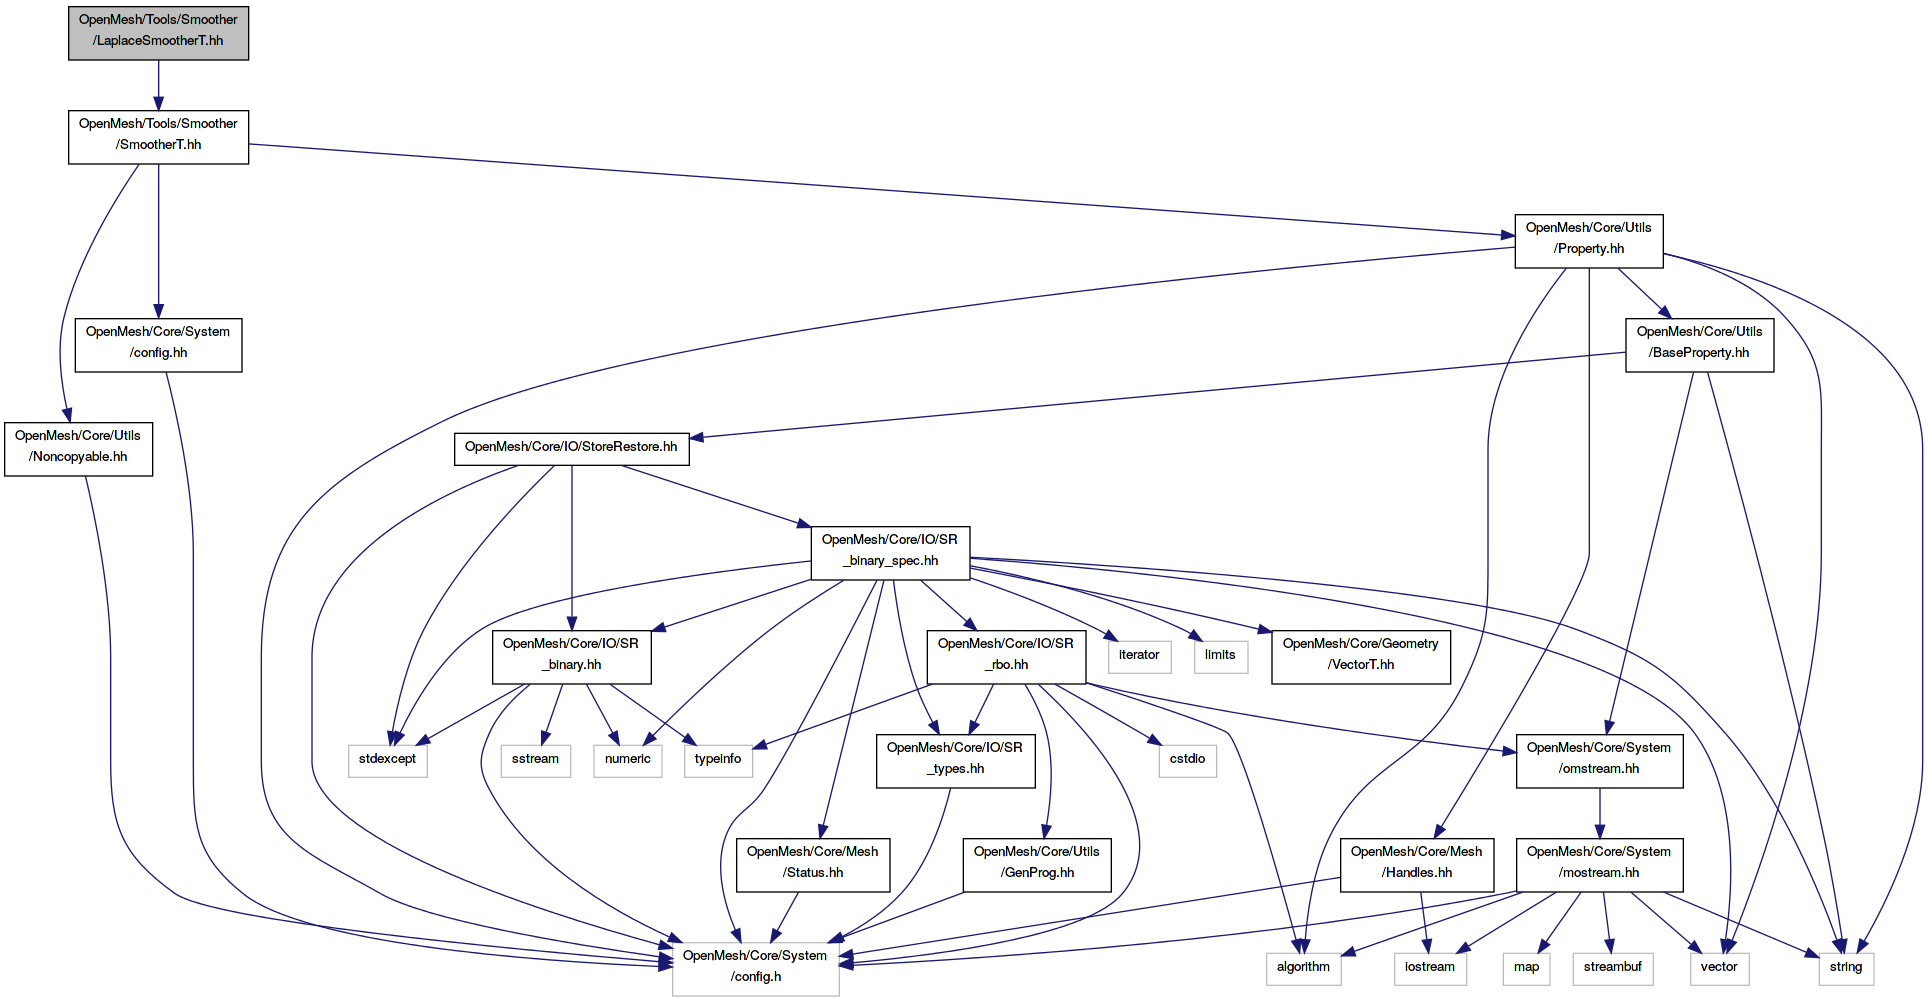 OpenMesh/Tools/Smoother
/LaplaceSmootherT.hh
OpenMesh/Tools/Smoother
/SmootherT.hh
OpenMesh/Core/Utils
/Property.hh
OpenMesh/Core/System
/config.hh
OpenMesh/Core/Utils
/BaseProperty.hh
OpenMesh/Core/Utils
/Noncopyable.hh
OpenMesh/Core/IO/StoreRestore.hh
OpenMesh/Core/IO/SR
_binary_spec.hh
OpenMesh/Core/IO/SR
_binary.hh
OpenMesh/Core/IO/SR
_rbo.hh
iterator
limits
OpenMesh/Core/Geometry
/VectorT.hh
stdexcept
sstream
numeric
typeinfo
OpenMesh/Core/IO/SR
_types.hh
cstdio
OpenMesh/Core/System
/omstream.hh
OpenMesh/Core/Mesh
/Status.hh
OpenMesh/Core/Utils
/GenProg.hh
OpenMesh/Core/Mesh
/Handles.hh
OpenMesh/Core/System
/mostream.hh
OpenMesh/Core/System
/config.h
algorithm
iostream
map
streambuf
vector
string